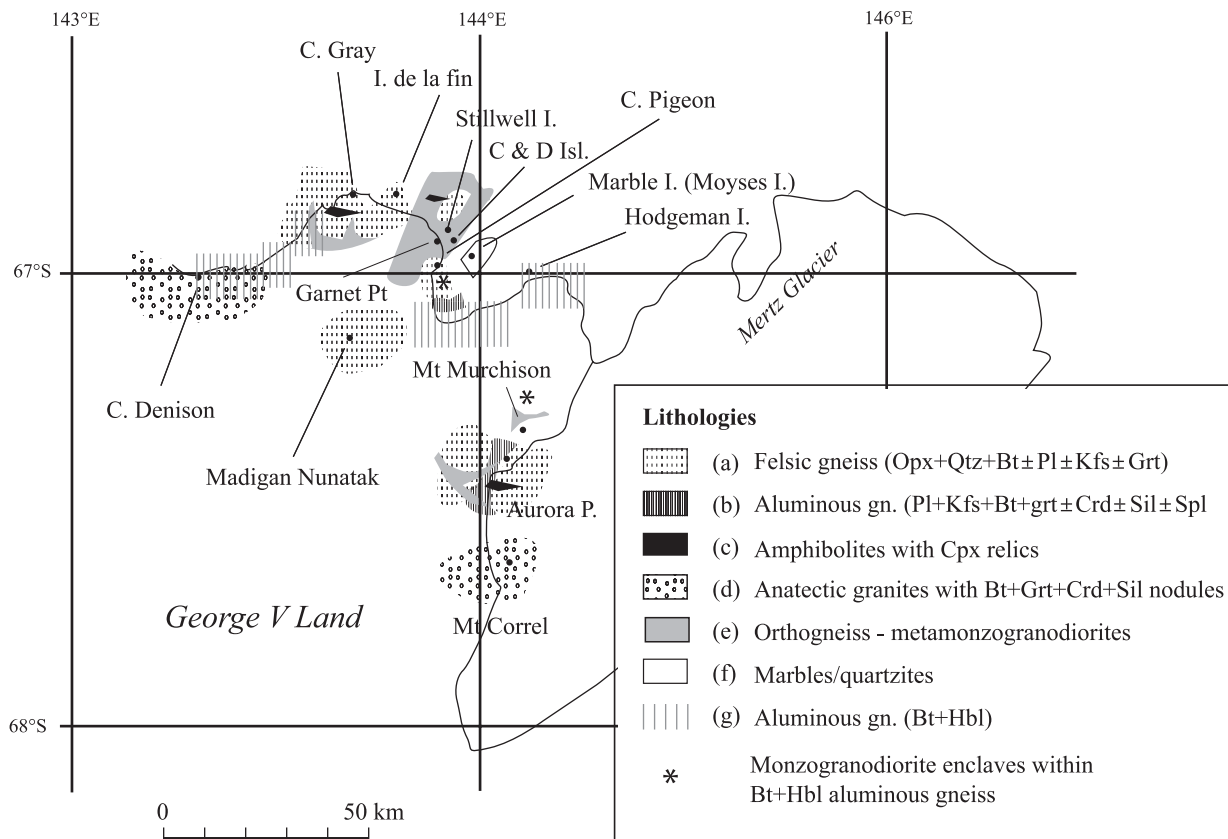 143°E
144°E
146°E
C. Gray
I. de la fin
C. Pigeon
Stillwell I.
C & D Isl.
Marble I. (Moyses I.)
Hodgeman I.
67°S
Garnet Pt
Mertz Glacier
Mt Murchison
C. Denison
Madigan Nunatak
Aurora P.
George V Land
Mt Correl
68°S
0 50 km
Lithologies
(a) Felsic gneiss (Opx+Qtz+Bt±Pl±Kfs±Grt)
(b) Aluminous gn. (Pl+Kfs+Bt+grt±Crd±Sil±Spl
(c) Amphibolites with Cpx relics
(d) Anatectic granites with Bt+Grt+Crd+Sil nodules
(e) Orthogneiss - metamonzogranodiorites
(f) Marbles/quartzites
(g) Aluminous gn. (Bt+Hbl)
* Monzogranodiorite enclaves within
Bt+Hbl aluminous gneiss